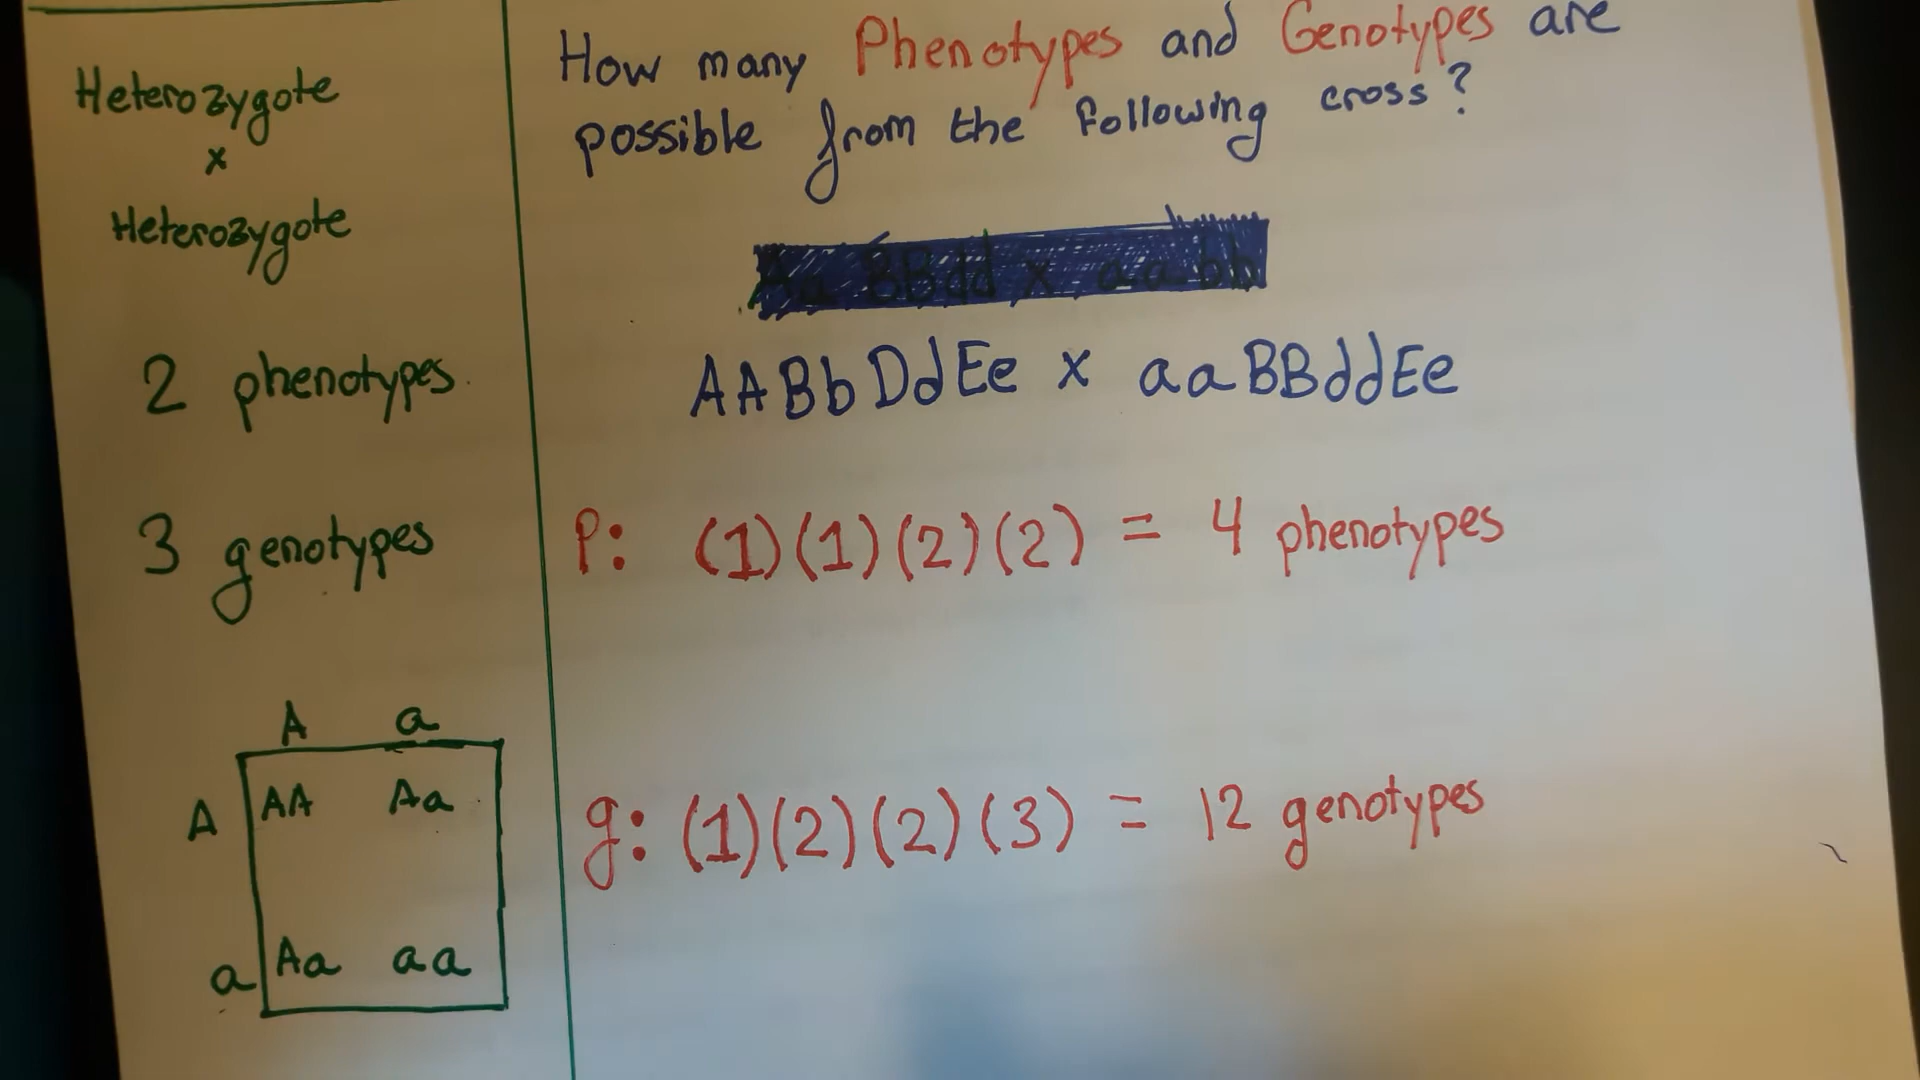 Heterozygote
x
Heterozygote
2 phenotypes
3 genotypes
A a
A AA Aa
a Aa aa
How many Phenotypes and Genotypes are
possible from the following cross?
AABbDdEe x aaBBddEe
P: (1)(1)(2)(2) = 4 phenotypes
g: (1)(2)(2)(3) = 12 genotypes